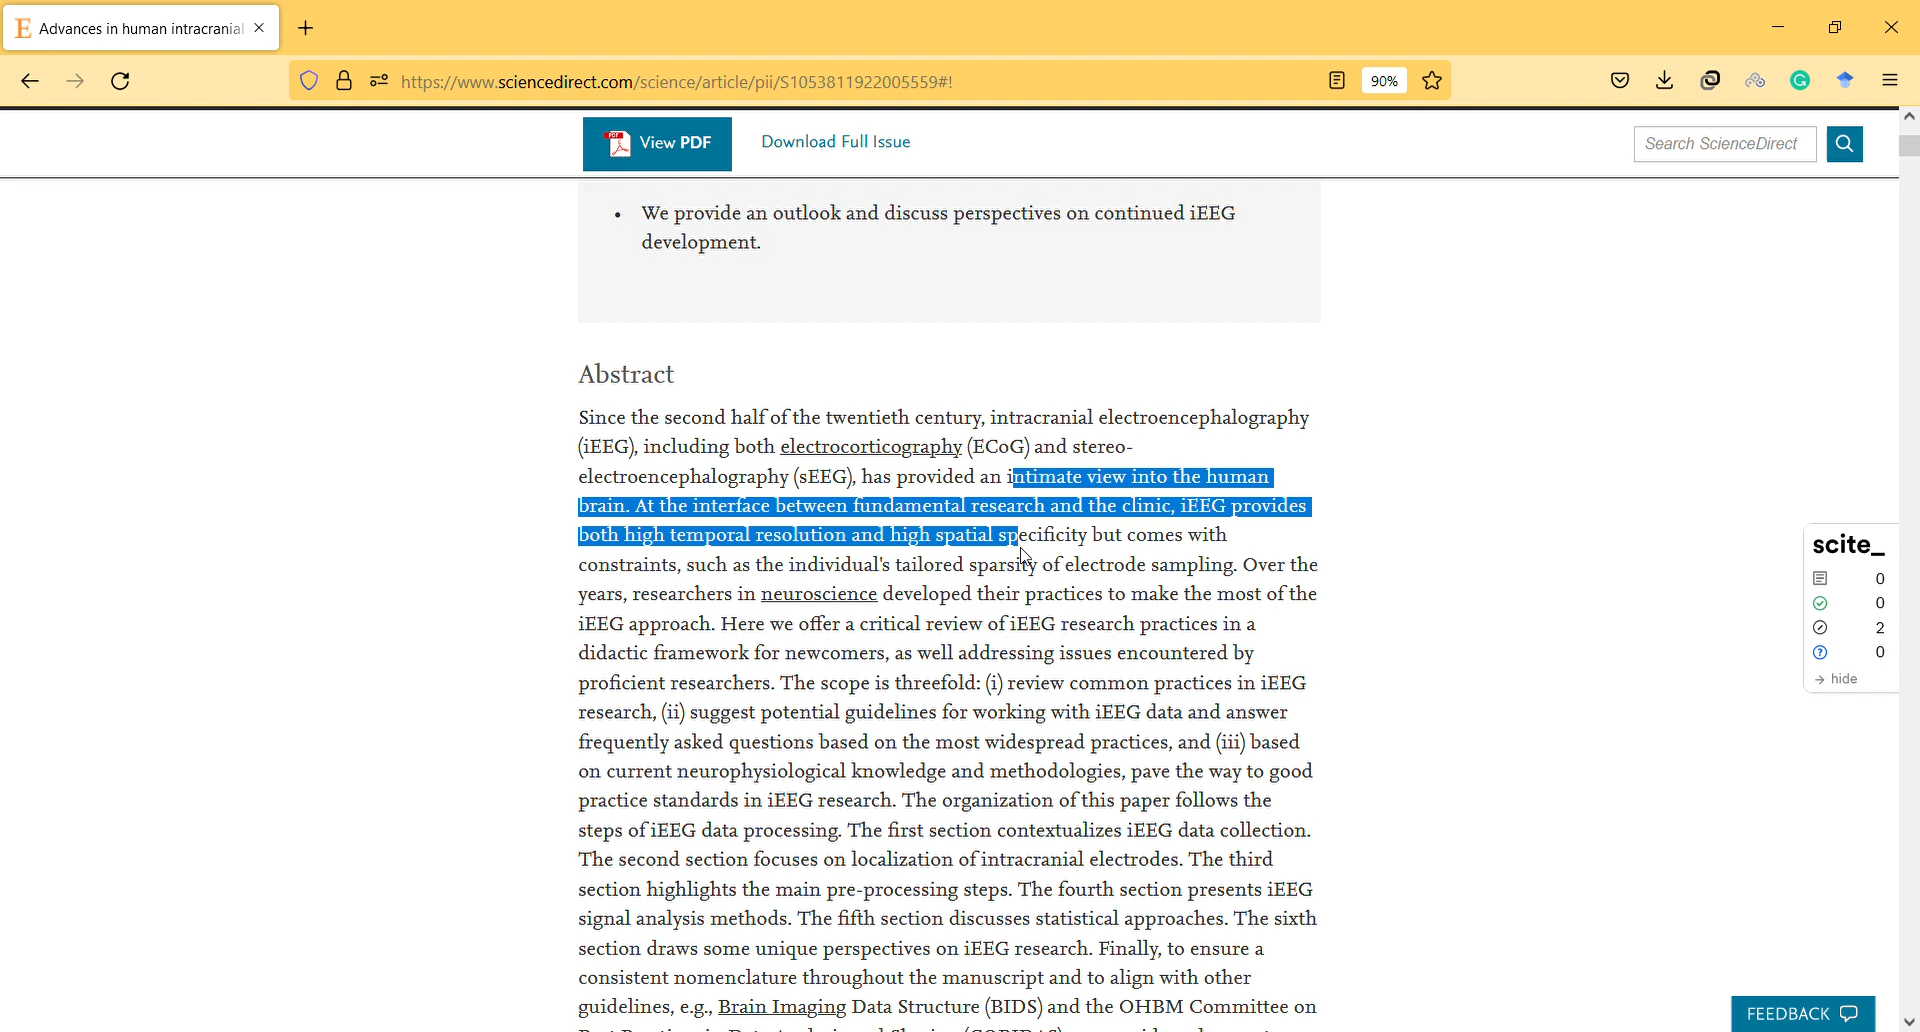 E Advances in human intracranial
https://www.sciencedirect.com/science/article/pii/S1053811922005559#!
90%
View PDF
Download Full Issue
Search ScienceDirect
• We provide an outlook and discuss perspectives on continued iEEG
development.
Abstract
Since the second half of the twentieth century, intracranial electroencephalography
(iEEG), including both electrocorticography (ECoG) and stereo-
electroencephalography (sEEG), has provided an intimate view into the human
brain. At the interface between fundamental research and the clinic, iEEG provides
both high temporal resolution and high spatial specificity but comes with
constraints, such as the individual's tailored sparsity of electrode sampling. Over the
years, researchers in neuroscience developed their practices to make the most of the
iEEG approach. Here we offer a critical review of iEEG research practices in a
didactic framework for newcomers, as well addressing issues encountered by
proficient researchers. The scope is threefold: (i) review common practices in iEEG
research, (ii) suggest potential guidelines for working with iEEG data and answer
frequently asked questions based on the most widespread practices, and (iii) based
on current neurophysiological knowledge and methodologies, pave the way to good
practice standards in iEEG research. The organization of this paper follows the
steps of iEEG data processing. The first section contextualizes iEEG data collection.
The second section focuses on localization of intracranial electrodes. The third
section highlights the main pre-processing steps. The fourth section presents iEEG
signal analysis methods. The fifth section discusses statistical approaches. The sixth
section draws some unique perspectives on iEEG research. Finally, to ensure a
consistent nomenclature throughout the manuscript and to align with other
guidelines, e.g., Brain Imaging Data Structure (BIDS) and the OHBM Committee on
scite_
0
0
2
0
→ hide
FEEDBACK